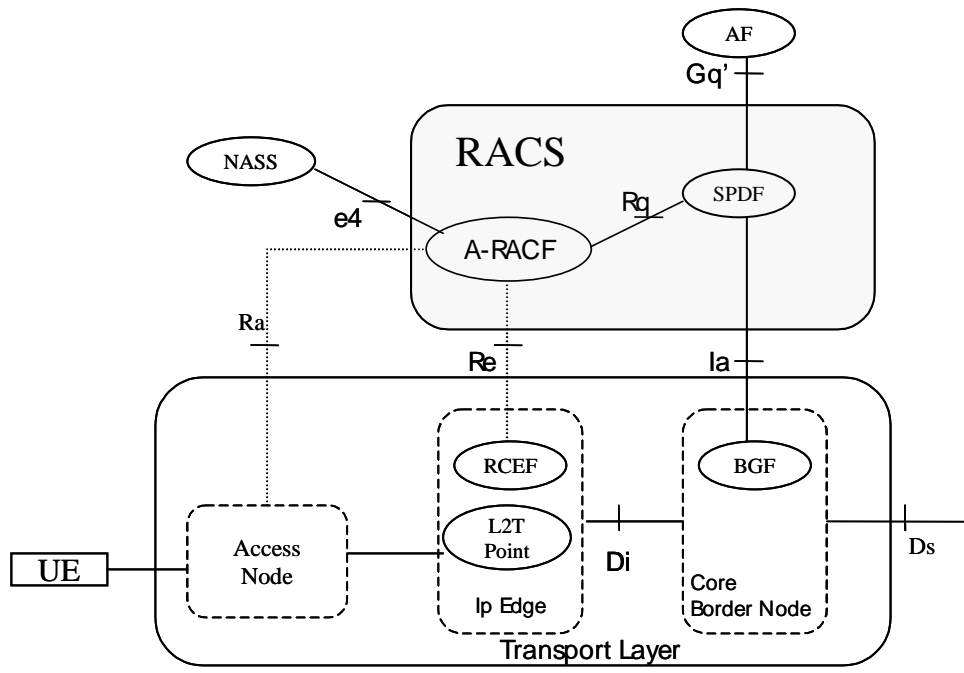 AF
Gq’
RACS
NASS
SPDF
Rq
e4
A-RACF
Ra
Re
Ia
RCEF
BGF
L2T
Point
Access
Node
UE
Di
Ds
Core
Border Node
Ip Edge
Transport Layer